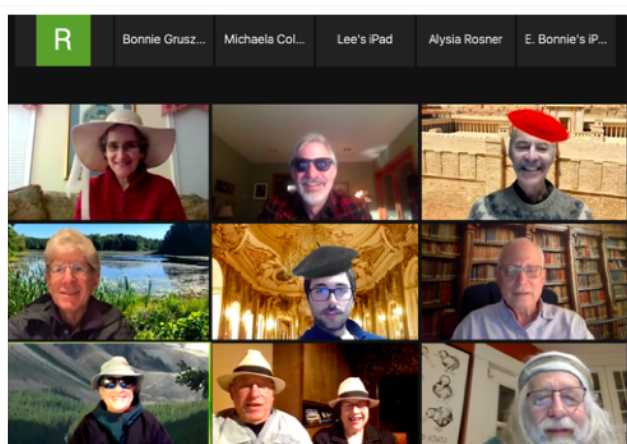 R
Bonnie Grusz...
Michaela Col...
Lee's iPad
Alysia Rosner
E. Bonnie's iP...